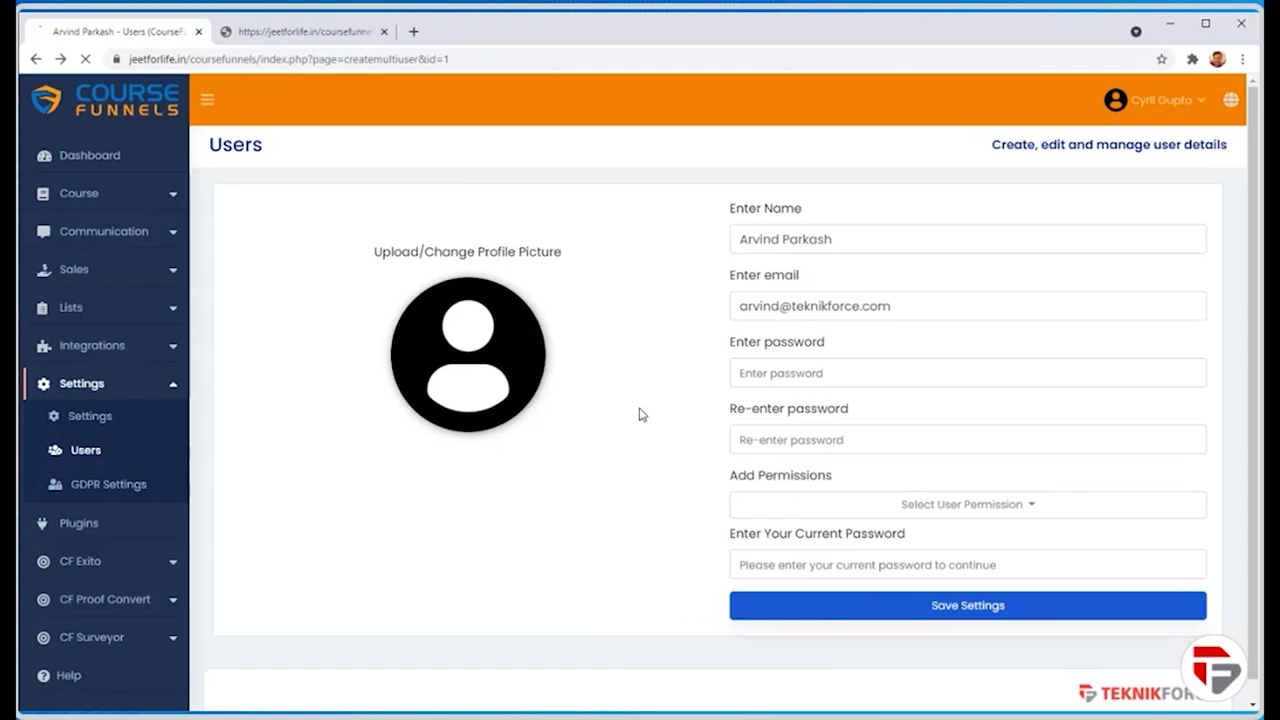 Arvind Parkash - Users (CourseF
https://jeetforlife.in/coursefunne
jeetforlife.in/coursefunnels/index.php?page=createmultiuser&id=1
COURSE
FUNNELS
Cyril Gupta
Users
Create, edit and manage user details
Dashboard
Course
Communication
Sales
Lists
Integrations
Settings
Settings
Users
GDPR Settings
Plugins
CF Exito
CF Proof Convert
CF Surveyor
Help
Upload/Change Profile Picture
Enter Name
Arvind Parkash
Enter email
arvind@teknikforce.com
Enter password
Enter password
Re-enter password
Re-enter password
Add Permissions
Select User Permission
Enter Your Current Password
Please enter your current password to continue
Save Settings
TEKNIKFOR